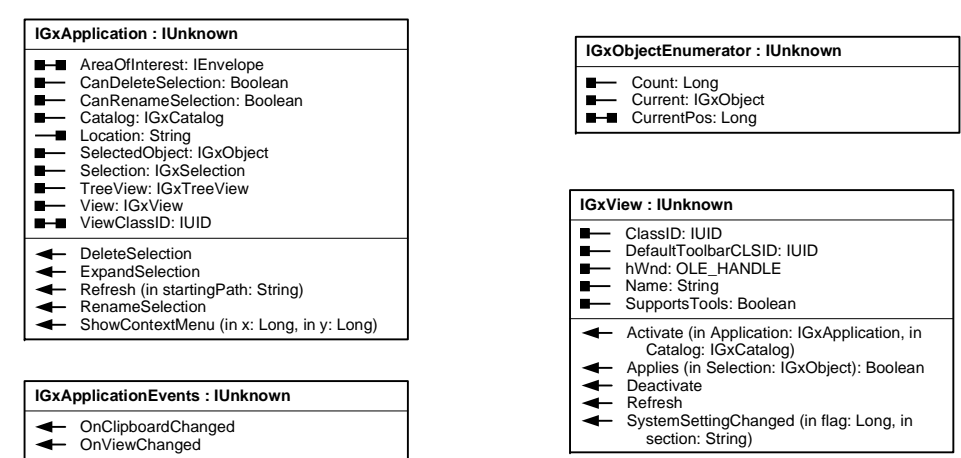 IGxApplication : IUnknown
AreaOfInterest: IEnvelope
CanDeleteSelection: Boolean
CanRenameSelection: Boolean
Catalog: IGxCatalog
Location: String
SelectedObject: IGxObject
Selection: IGxSelection
TreeView: IGxTreeView
View: IGxView
ViewClassID: IUID
DeleteSelection
ExpandSelection
Refresh (in startingPath: String)
RenameSelection
ShowContextMenu (in x: Long, in y: Long)
IGxApplicationEvents : IUnknown
OnClipboardChanged
OnViewChanged
IGxObjectEnumerator : IUnknown
Count: Long
Current: IGxObject
CurrentPos: Long
IGxView : IUnknown
ClassID: IUID
DefaultToolbarCLSID: IUID
hWnd: OLE_HANDLE
Name: String
SupportsTools: Boolean
Activate (in Application: IGxApplication, in
Catalog: IGxCatalog)
Applies (in Selection: IGxObject): Boolean
Deactivate
Refresh
SystemSettingChanged (in flag: Long, in
section: String)